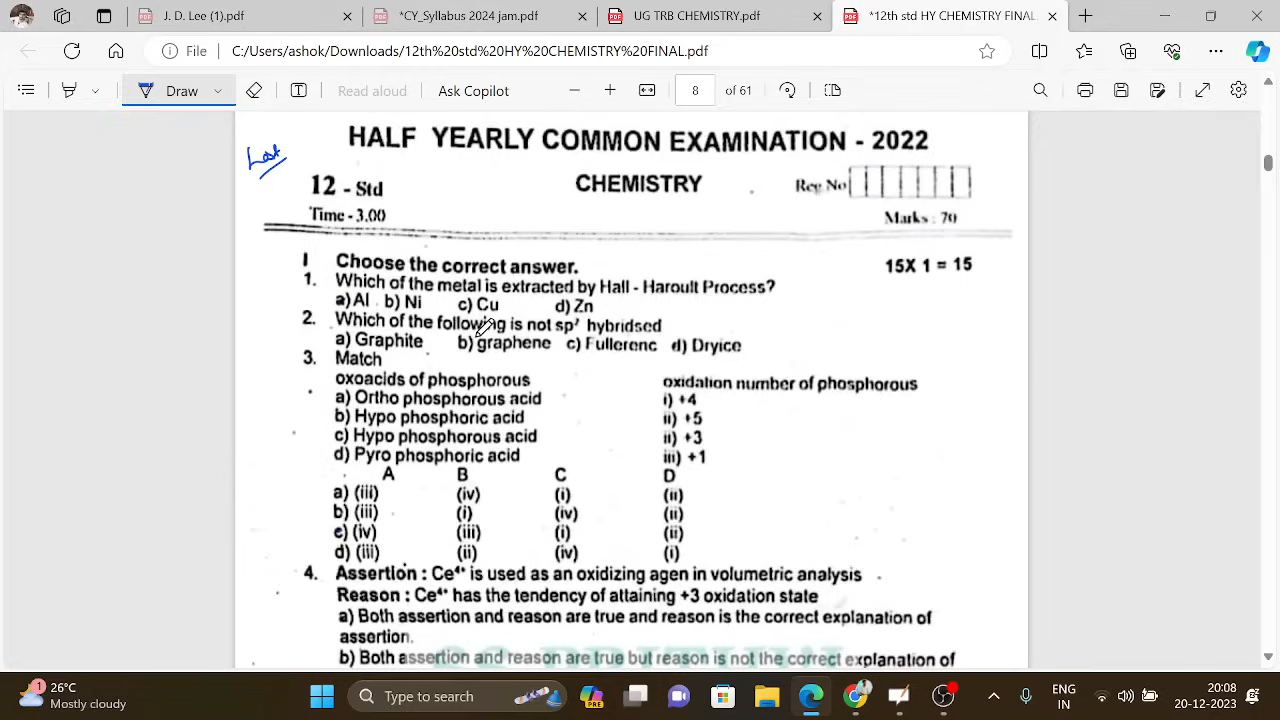 J. D. Le (1).pdf
CY Semester TN.pdf
UG TRB CHEMISTRY.pdf
*12th std HY CHEMISTRY FINAL.
File C:/Users/ashok/Downloads/12th%20std%20HY%20CHEMISTRY%20FINAL.pdf
Draw Read aloud Ask Copilot 8 of 61
HALF YEARLY COMMON EXAMINATION - 2022
12 - Std CHEMISTRY Reg No
Time - 3.00 Marks : 70
I Choose the correct answer. 15X 1 = 15
1. Which of the metal is extracted by Hall - Haroult Process?
a) Al b) Ni c) Cu d) Zn
2. Which of the following is not sp² hybridsed
a) Graphite b) graphene c) Fullerenc d) Dryice
3. Match
oxoacids of phosphorous oxidation number of phosphorous
a) Ortho phosphorous acid i) +4
b) Hypo phosphoric acid ii) +5
c) Hypo phosphorous acid ii) +3
d) Pyro phosphoric acid iii) +1
A B C D
a) (iii) (iv) (i) (ii)
b) (iii) (i) (iv) (ii)
c) (iv) (iii) (i) (ii)
d) (iii) (ii) (iv) (i)
4. Assertion : Ce⁴⁺ is used as an oxidizing agen in volumetric analysis
Reason : Ce⁴⁺ has the tendency of attaining +3 oxidation state
a) Both assertion and reason are true and reason is the correct explanation of
assertion.
b) Both assertion and reason are true but reason is not the correct explanation of
26°C Type here to search PRE ENG 20:08
Mostly clear IN 20-12-2023